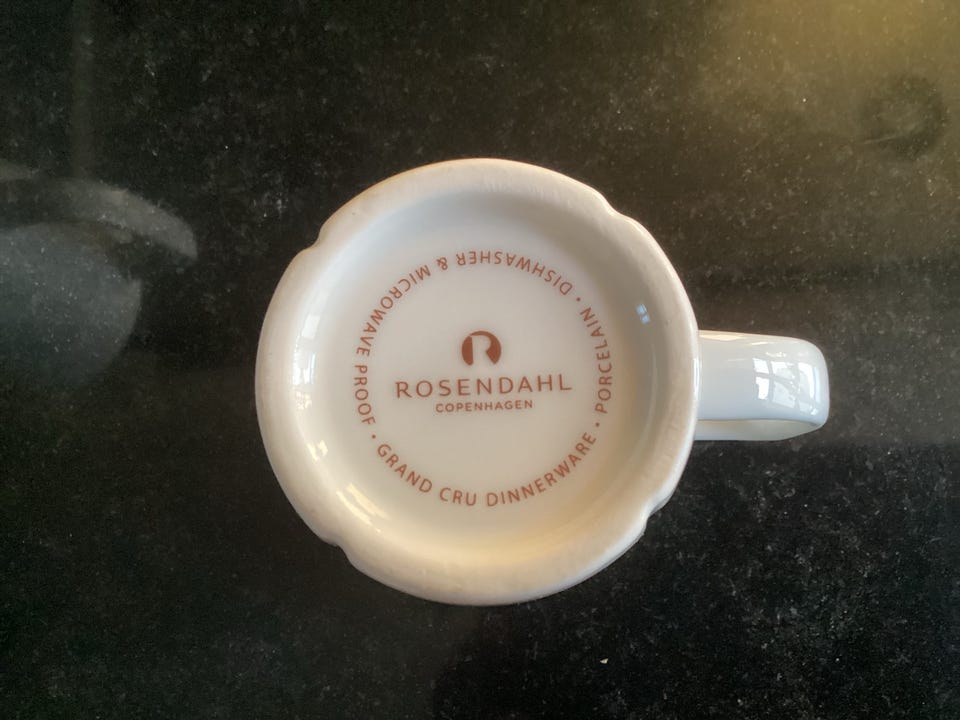 R
ROSENDAHL
COPENHAGEN
GRAND CRU DINNERWARE • PORCELAIN • DISHWASHER & MICROWAVE PROOF •